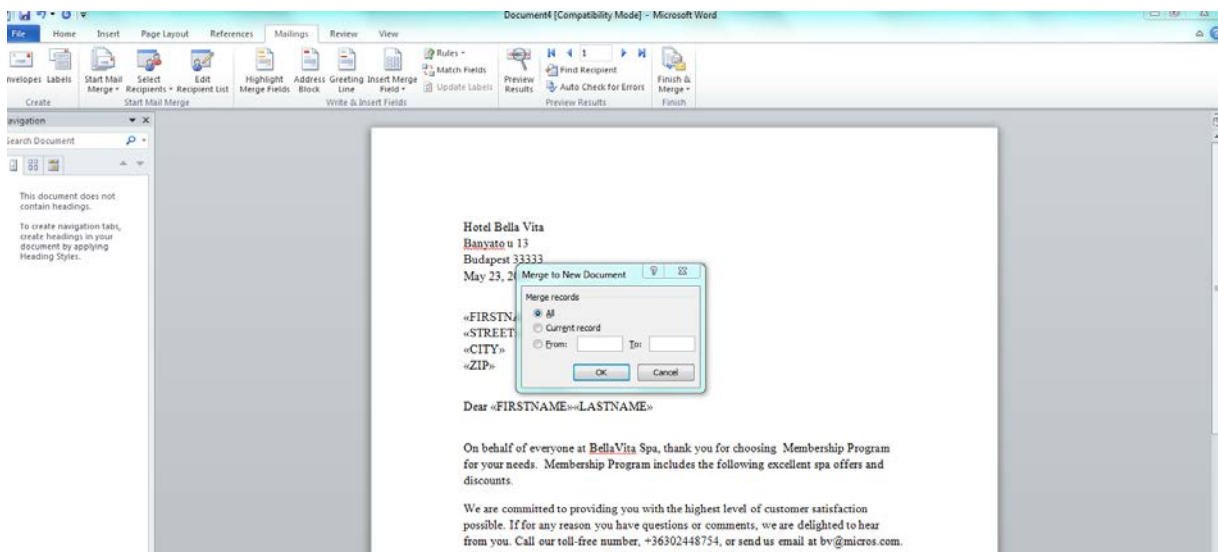 Document4 [Compatibility Mode] - Microsoft Word
File Home Insert Page Layout References Mailings Review View
Envelopes Labels Start Mail Merge Select Recipients Edit Recipient List Highlight Merge Fields Address Block Greeting Line Insert Merge Field Rules Match Fields Update Labels Preview Results 1 Find Recipient Auto Check for Errors Finish & Merge
Create Start Mail Merge Write & Insert Fields Preview Results Finish
avigation
Search Document
This document does not
contain headings.
To create navigation tabs,
create headings in your
document by applying
Heading Styles.
Hotel Bella Vita
Banyato u 13
Budapest 33333
May 23, 2
«FIRSTNA
«STREET
«CITY»
«ZIP»
Merge to New Document
Merge records
All
Current record
From: To:
OK Cancel
Dear «FIRSTNAME»«LASTNAME»
On behalf of everyone at BellaVita Spa, thank you for choosing Membership Program
for your needs. Membership Program includes the following excellent spa offers and
discounts.
We are committed to providing you with the highest level of customer satisfaction
possible. If for any reason you have questions or comments, we are delighted to hear
from you. Call our toll-free number, +36302448754, or send us email at bv@micros.com.